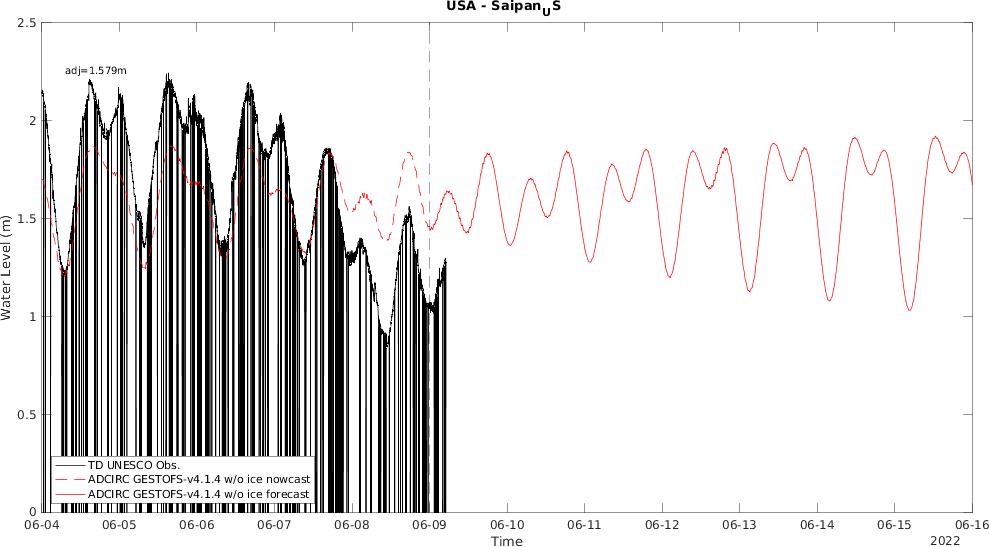 USA - SaipanUS
2.5
adj=1.579m
2
1.5
1
0.5
0
Water Level (m)
TD UNESCO Obs.
ADCIRC GESTOFS-v4.1.4 w/o ice nowcast
ADCIRC GESTOFS-v4.1.4 w/o ice forecast
06-04 06-05 06-06 06-07 06-08 06-09 06-10 06-11 06-12 06-13 06-14 06-15 06-16
Time
2022